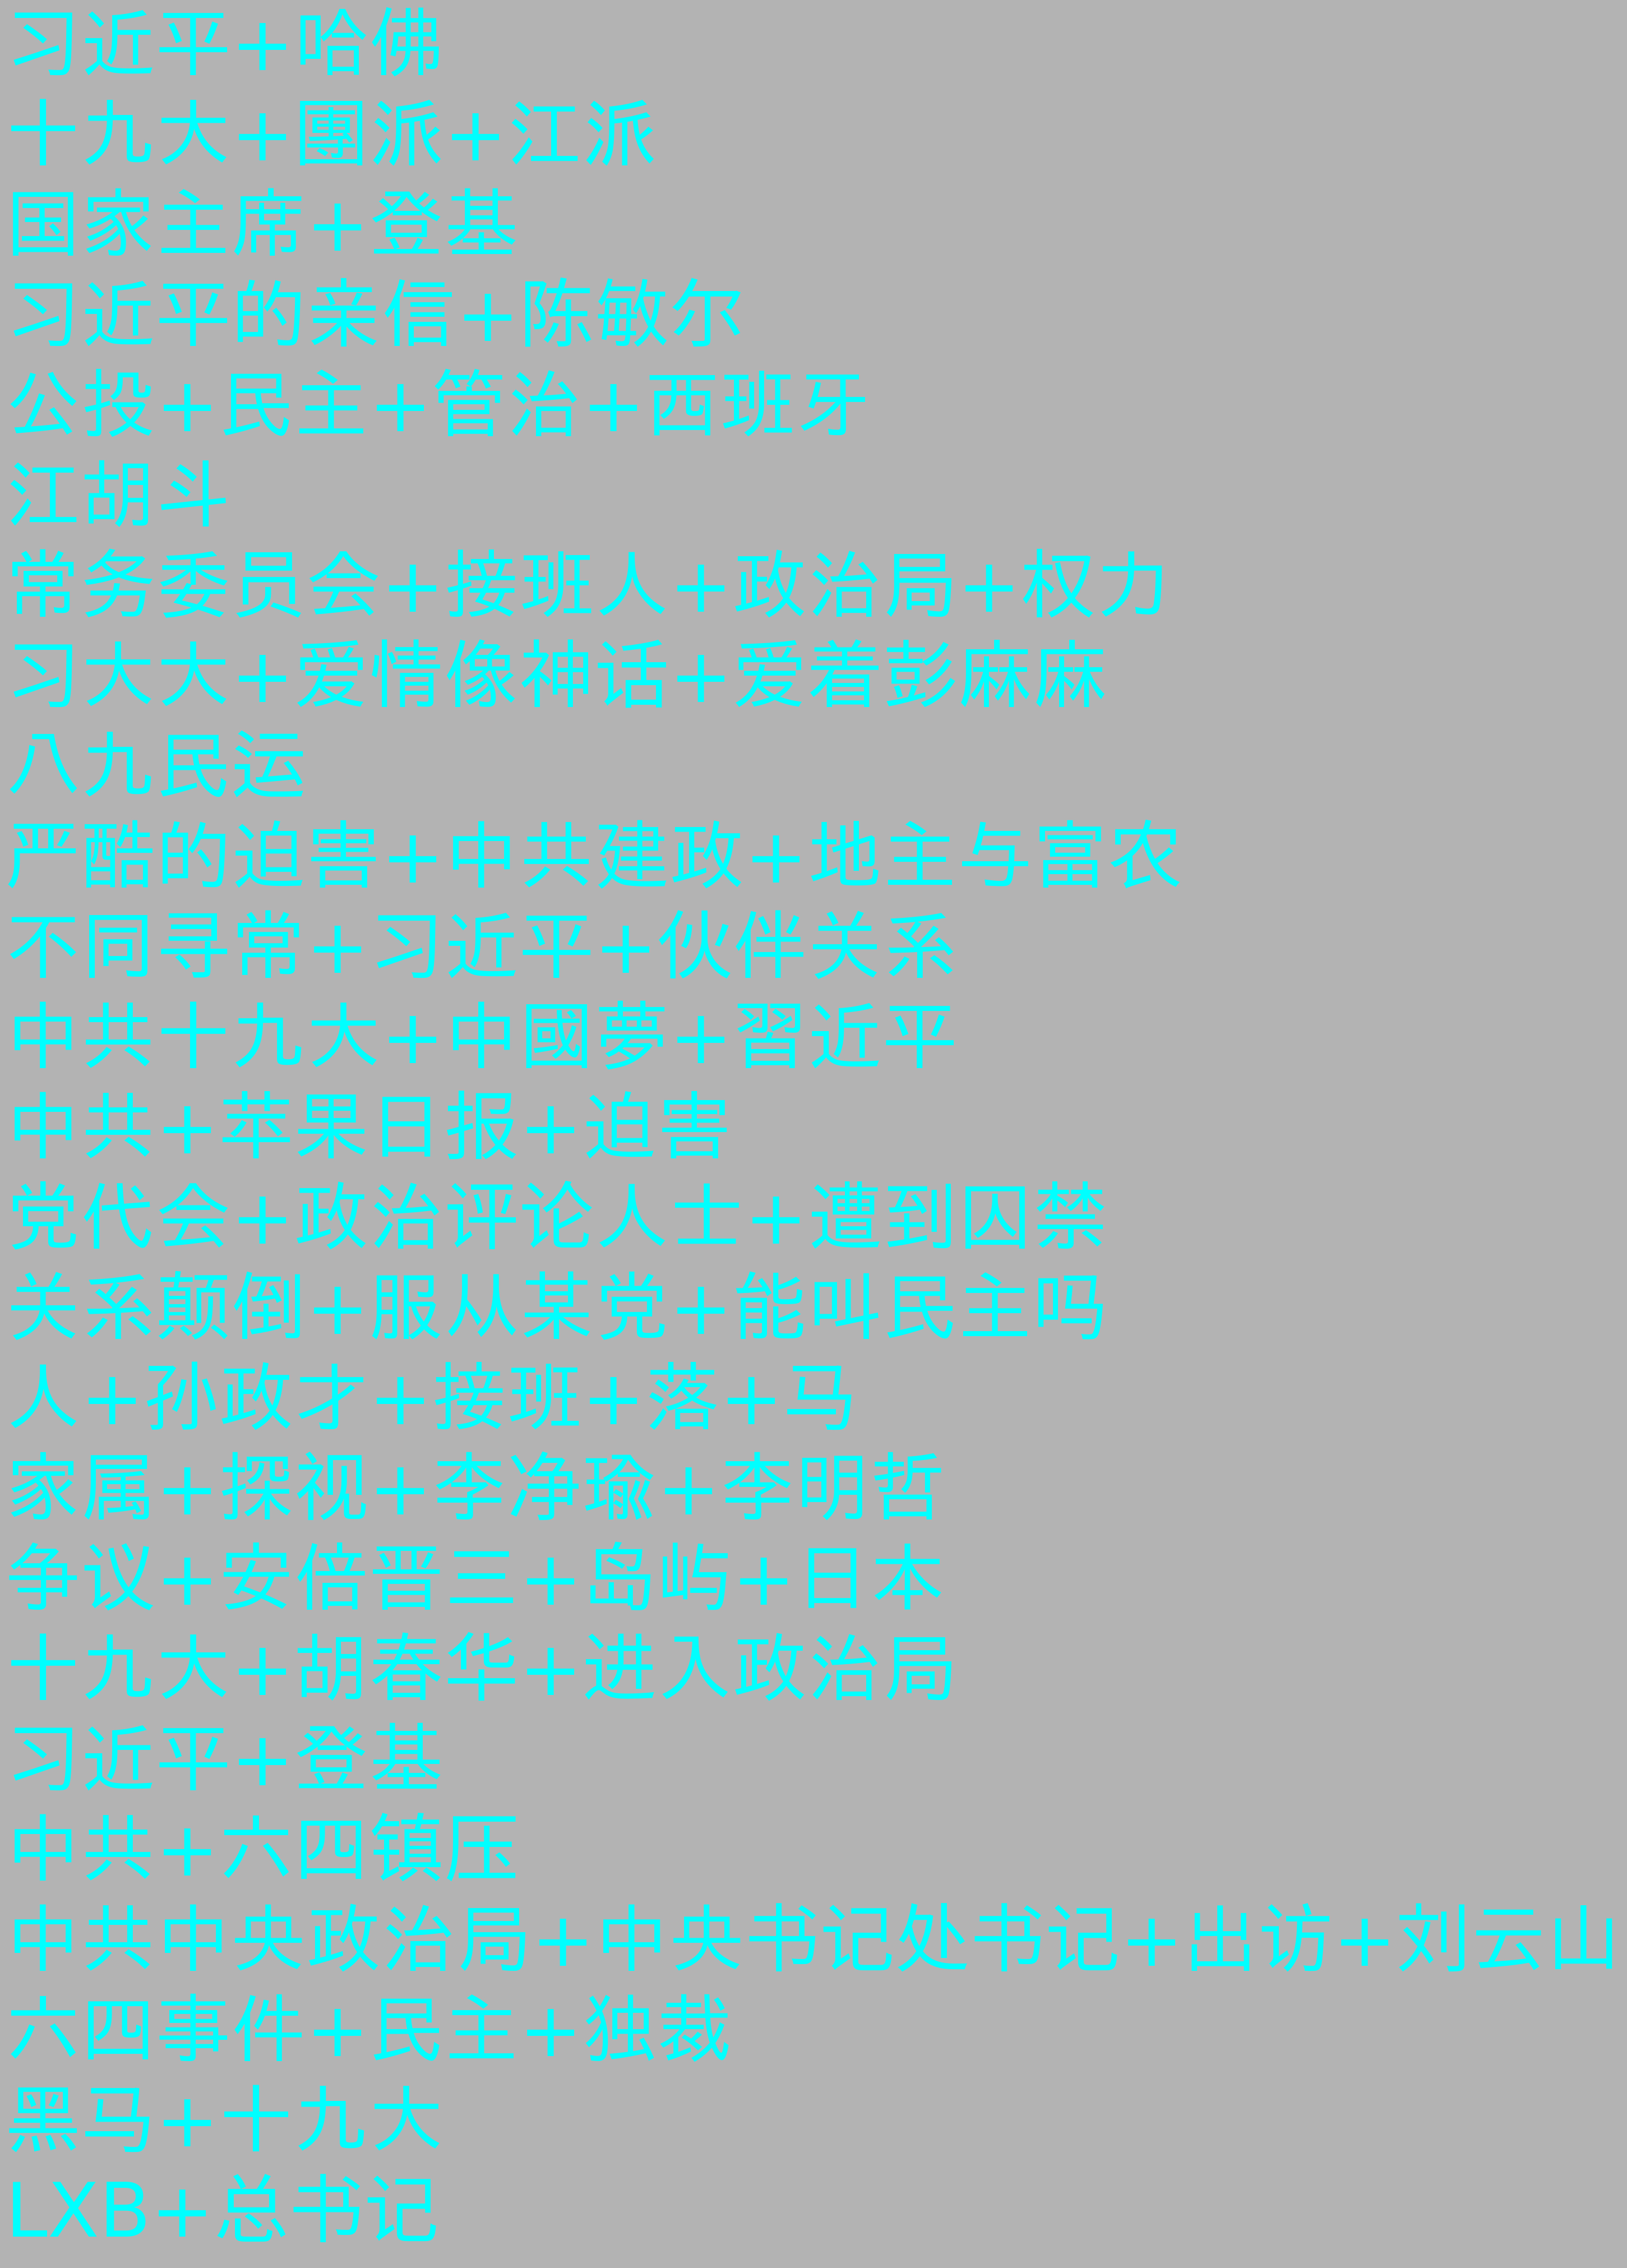 习近平+哈佛
十九大+團派+江派
国家主席+登基
习近平的亲信+陈敏尔
公投+民主+管治+西班牙
江胡斗
常务委员会+接班人+政治局+权力
习大大+爱情像神话+爱着彭麻麻
八九民运
严酷的迫害+中共建政+地主与富农
不同寻常+习近平+伙伴关系
中共十九大+中國夢+習近平
中共+苹果日报+迫害
党代会+政治评论人士+遭到囚禁
关系颠倒+服从某党+能叫民主吗
人+孙政才+接班+落+马
家属+探视+李净瑜+李明哲
争议+安倍晋三+岛屿+日本
十九大+胡春华+进入政治局
习近平+登基
中共+六四镇压
中共中央政治局+中央书记处书记+出访+刘云山
六四事件+民主+独裁
黑马+十九大
LXB+总书记